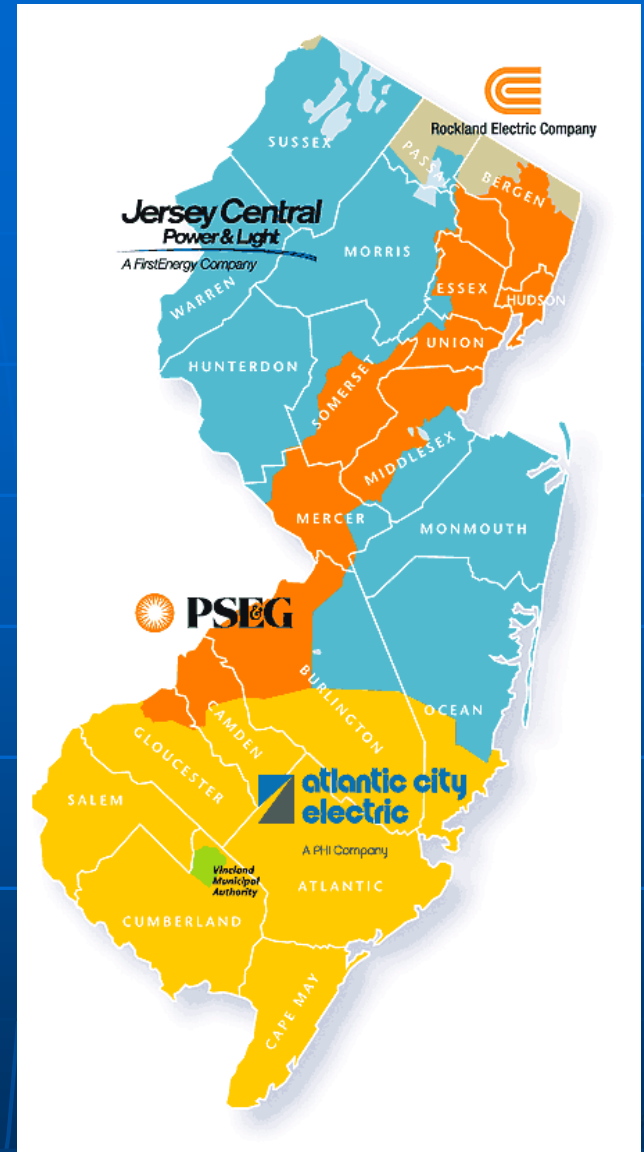 Rockland Electric Company
SUSSEX
PASSAIC
BERGEN
Jersey Central
Power & Light
A FirstEnergy Company
MORRIS
ESSEX
HUDSON
WARREN
UNION
HUNTERDON
SOMERSET
MIDDLESEX
MERCER
MONMOUTH
PSE&G
BURLINGTON
OCEAN
CAMDEN
GLOUCESTER
atlantic city
electric
SALEM
A PHI Company
Vineland
Municipal
Authority
ATLANTIC
CUMBERLAND
CAPE MAY